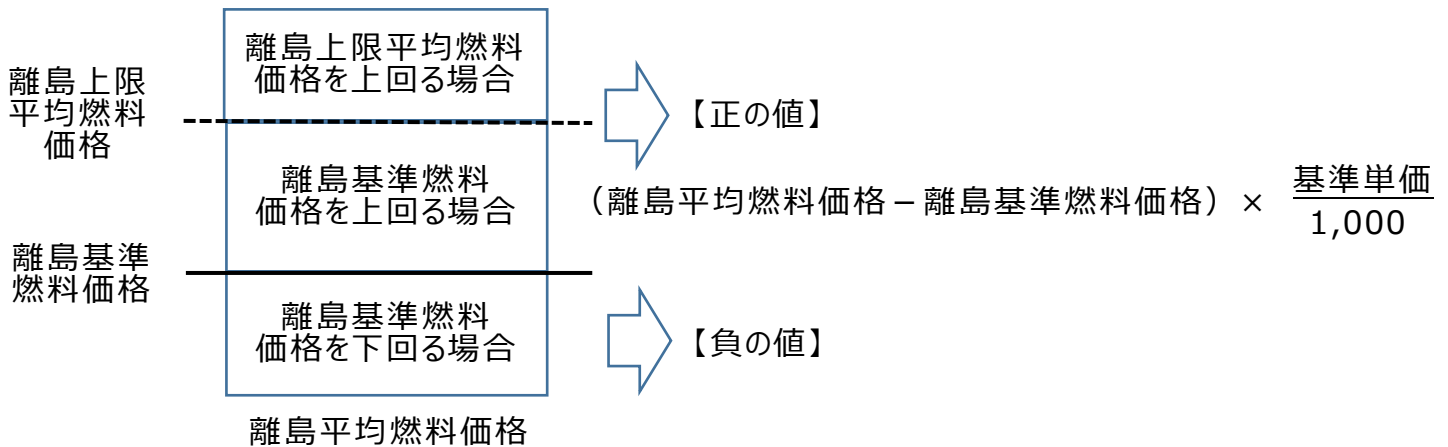 離島上限平均燃料
価格を上回る場合
離島上限
平均燃料
価格
【正の値】
離島基準燃料
価格を上回る場合
（離島平均燃料価格－離島基準燃料価格）× 基準単価
1,000
離島基準
燃料価格
離島基準燃料
価格を下回る場合
【負の値】
離島平均燃料価格